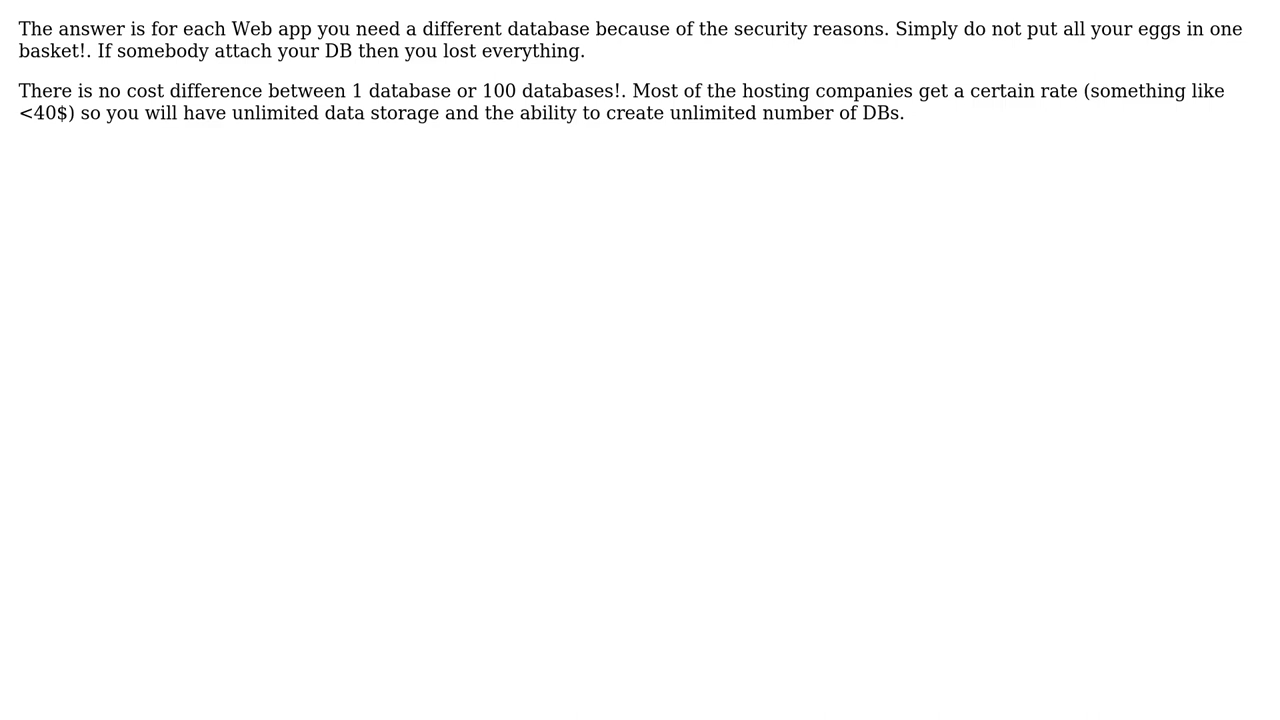 The answer is for each Web app you need a different database because of the security reasons. Simply do not put all your eggs in one
basket!. If somebody attach your DB then you lost everything.
There is no cost difference between 1 database or 100 databases!. Most of the hosting companies get a certain rate (something like
<40$) so you will have unlimited data storage and the ability to create unlimited number of DBs.